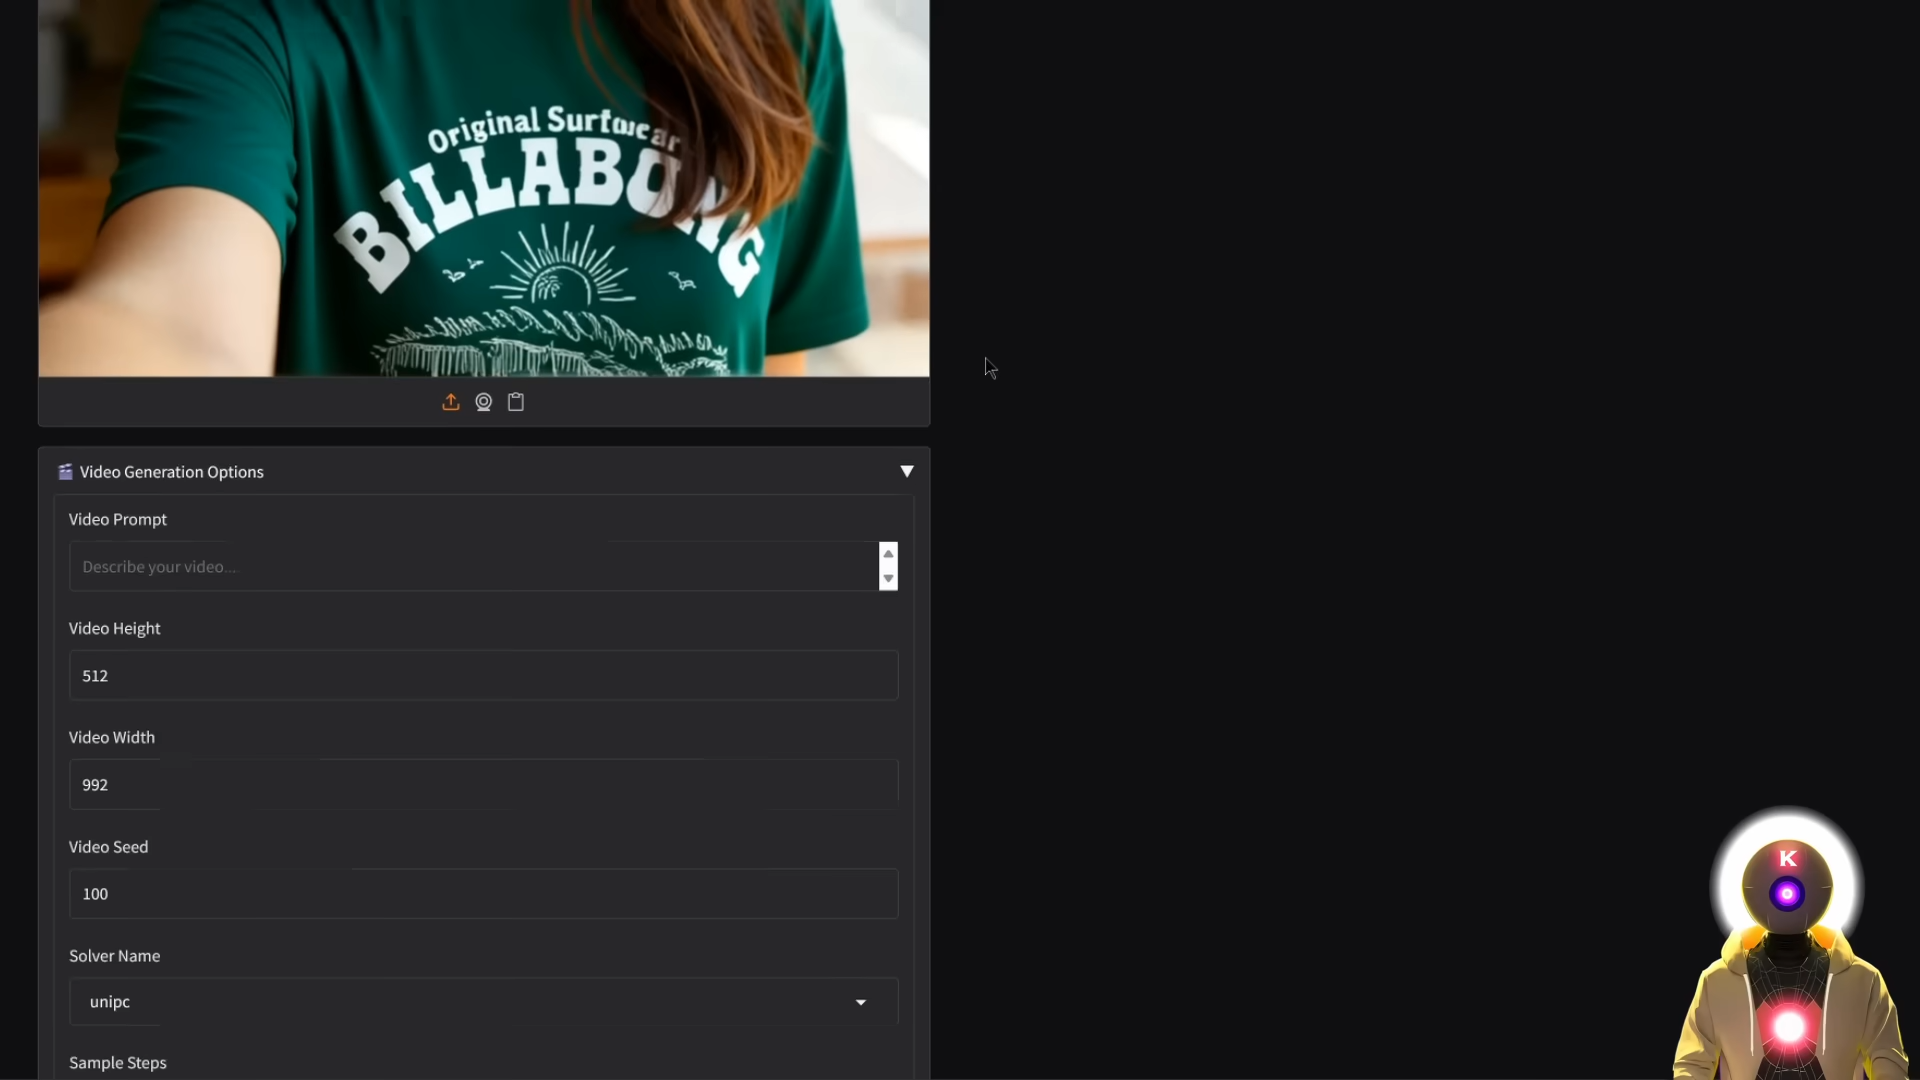 Original Surfwear
BILLABONG
Video Generation Options
Video Prompt
Describe your video...
Video Height
512
Video Width
992
Video Seed
100
Solver Name
unipc
Sample Steps
K